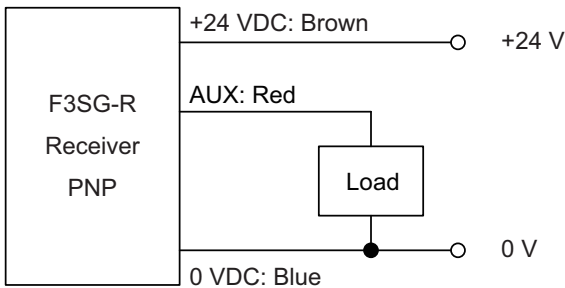 +24 VDC: Brown
+24 V
F3SG-R
Receiver
PNP
AUX: Red
Load
0 V
0 VDC: Blue